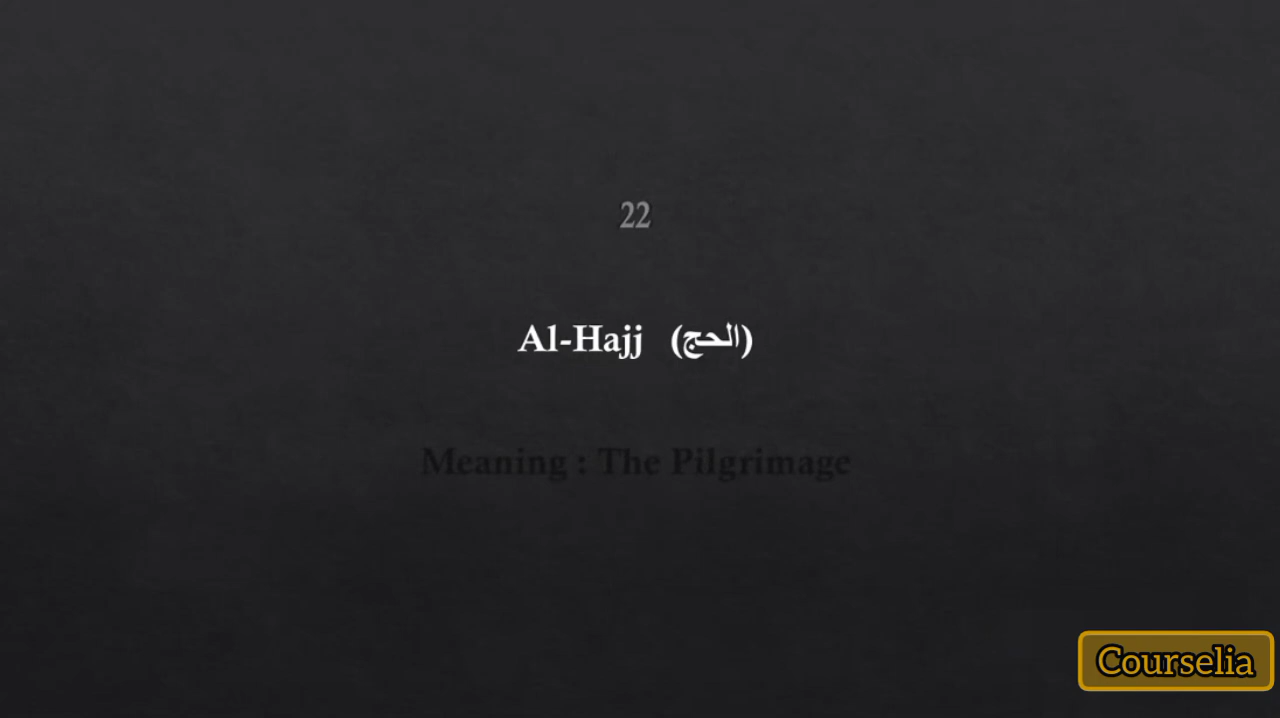 22
Al-Hajj (الحج)
Meaning : The Pilgrimage
Courselia